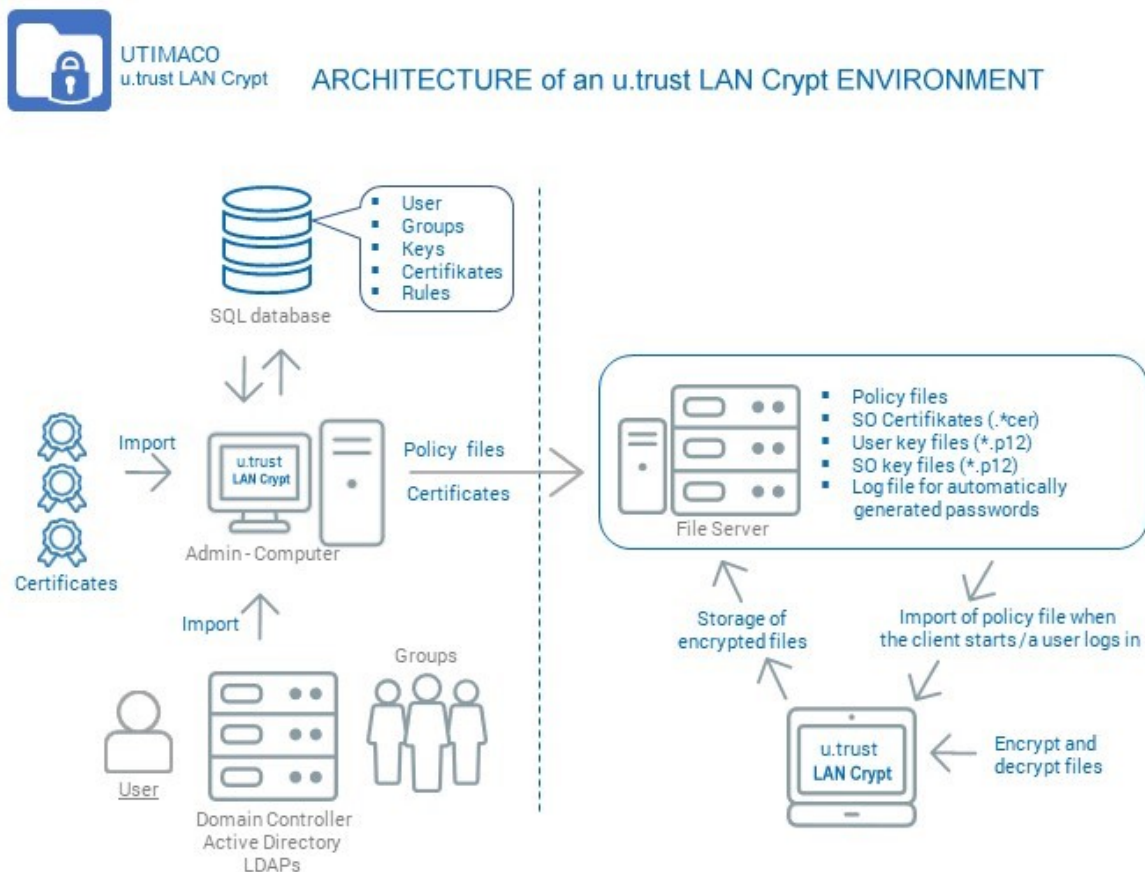 UTIMACO
u.trust LAN Crypt
ARCHITECTURE of an u.trust LAN Crypt ENVIRONMENT
User
Groups
Keys
Certifikates
Rules
SQL database
Import
Certificates
u.trust
LAN Crypt
Admin - Computer
Policy files
Certificates
Policy files
SO Certifikates (.*cer)
User key files (*.p12)
SO key files (*.p12)
Log file for automatically
generated passwords
File Server
Import
User
Groups
Domain Controller
Active Directory
LDAPs
Storage of
encrypted files
Import of policy file when
the client starts/a user logs in
u.trust
LAN Crypt
Encrypt and
decrypt files